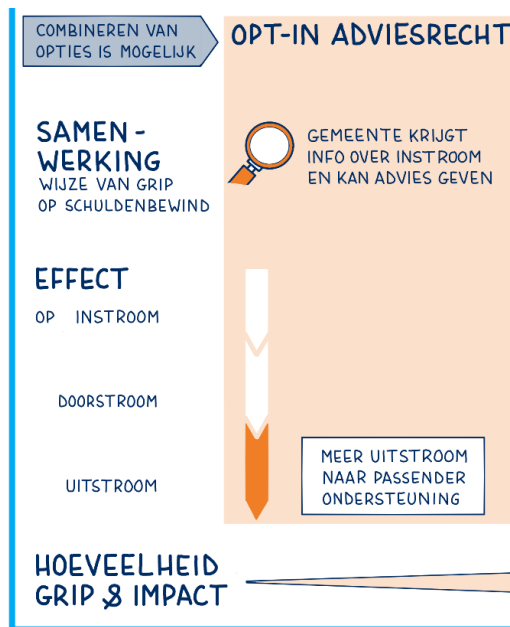 COMBINEREN VAN
OPTIES IS MOGELIJK
OPT-IN ADVIESRECHT
SAMEN-
WERKING
WIJZE VAN GRIP
OP SCHULDENBEWIND
GEMEENTE KRIJGT
INFO OVER INSTROOM
EN KAN ADVIES GEVEN
EFFECT
OP INSTROOM
DOORSTROOM
UITSTROOM
MEER UITSTROOM
NAAR PASSENDER
ONDERSTEUNING
HOEVEELHEID
GRIP & IMPACT